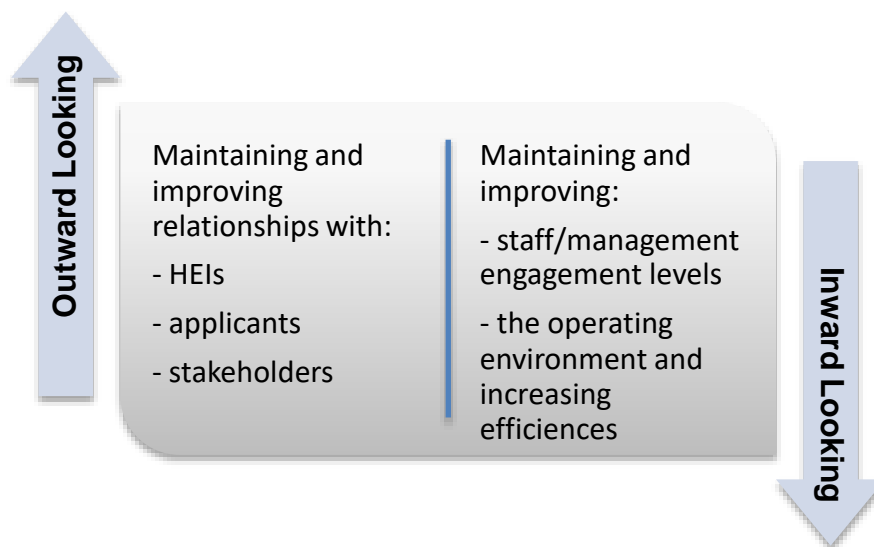 Outward Looking
Maintaining and
improving
relationships with:
- HEIs
- applicants
- stakeholders
Maintaining and
improving:
- staff/management
engagement levels
- the operating
environment and
increasing
efficiences
Inward Looking